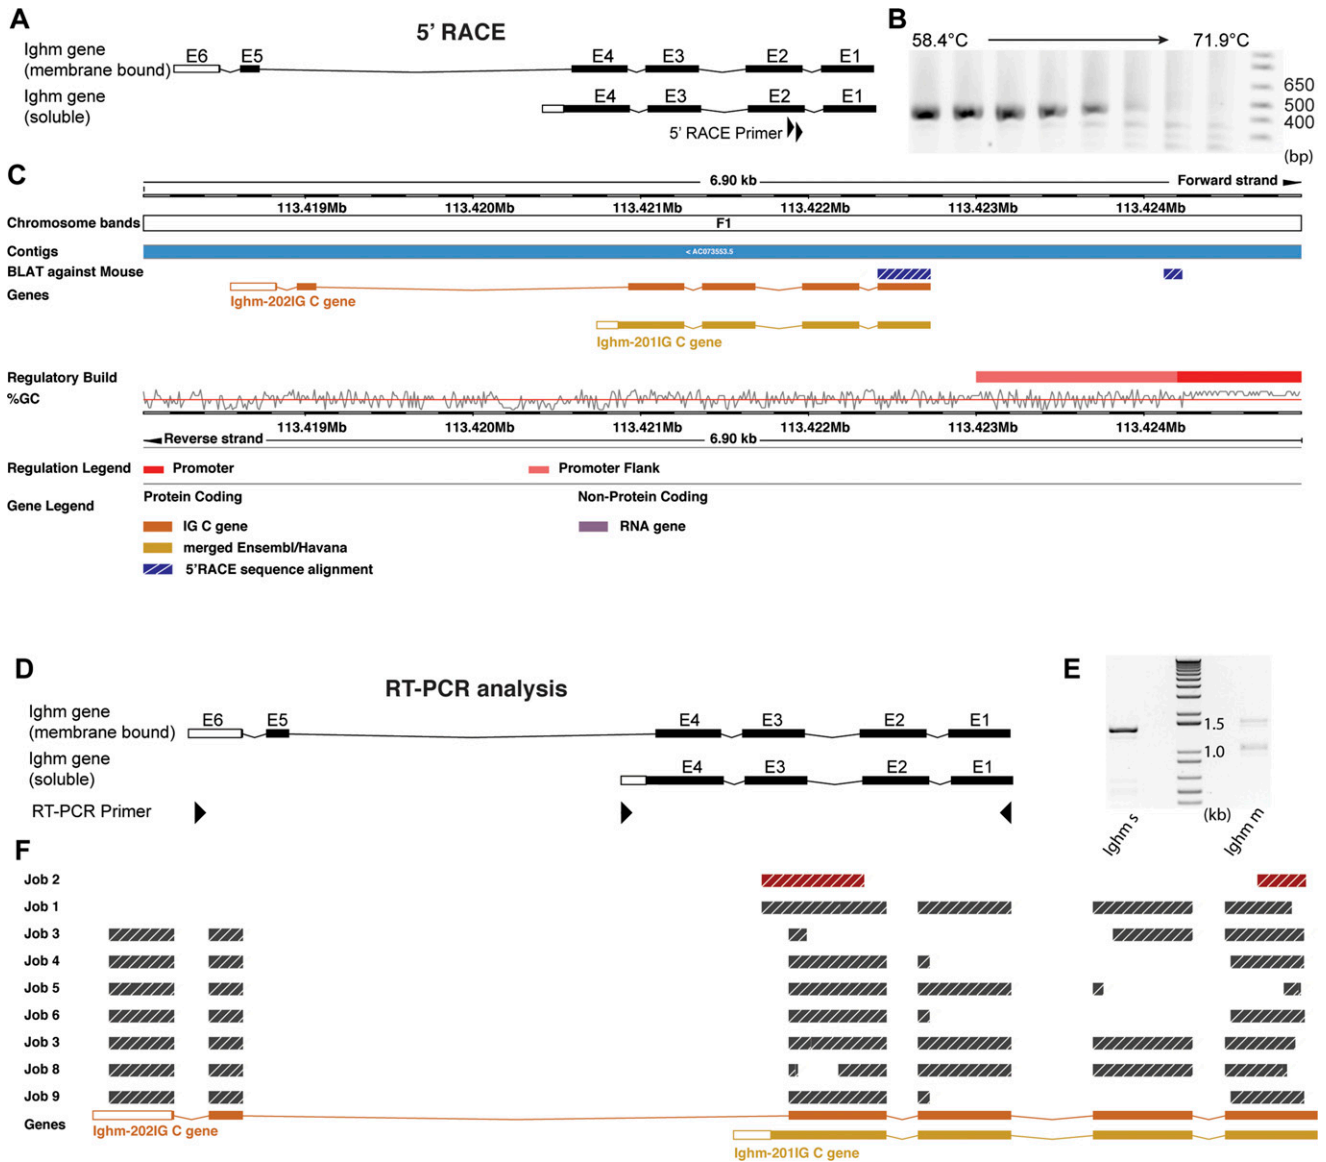 A
5' RACE
B
Ighm gene
(membrane bound)
E6
E5
E4
E3
E2
E1
Ighm gene
(soluble)
E4
E3
E2
E1
5' RACE Primer
58.4°C
71.9°C
650
500
400
(bp)
C
6.90 kb
Forward strand
113.419Mb
113.420Mb
113.421Mb
113.422Mb
113.423Mb
113.424Mb
Chromosome bands
F1
Contigs
< AC073553.5
BLAT against Mouse
Genes
Ighm-202IG C gene
Ighm-201IG C gene
Regulatory Build
%GC
113.419Mb
113.420Mb
113.421Mb
113.422Mb
113.423Mb
113.424Mb
Reverse strand
6.90 kb
Regulation Legend
Promoter
Promoter Flank
Gene Legend
Protein Coding
Non-Protein Coding
IG C gene
RNA gene
merged Ensembl/Havana
5'RACE sequence alignment
D
RT-PCR analysis
E
Ighm gene
(membrane bound)
E6
E5
E4
E3
E2
E1
Ighm gene
(soluble)
E4
E3
E2
E1
RT-PCR Primer
1.5
1.0
(kb)
Ighm s
Ighm m
F
Job 2
Job 1
Job 3
Job 4
Job 5
Job 6
Job 3
Job 8
Job 9
Genes
Ighm-202IG C gene
Ighm-201IG C gene